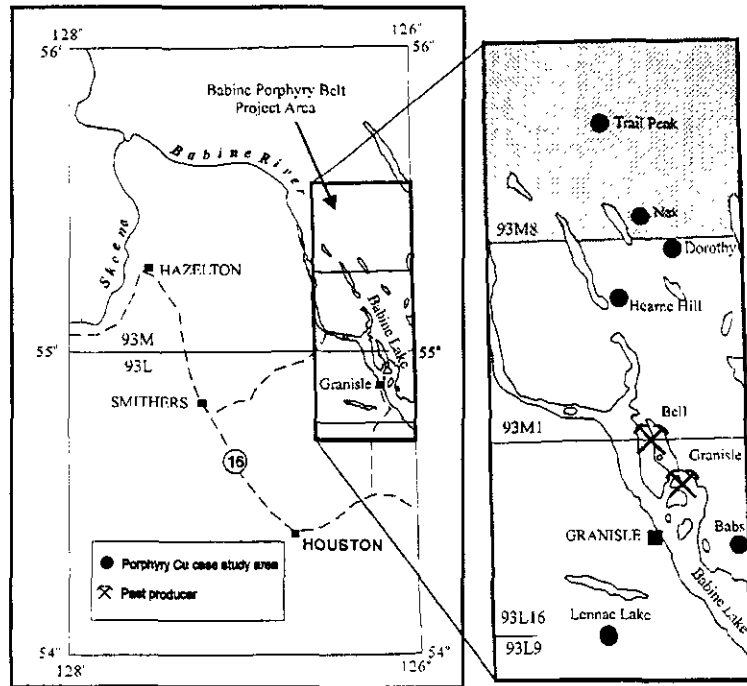 128°
126°
56'
56'
Babine Porphyry Belt
Project Area
Babine River
Skeena
HAZELTON
93M
93L
55°
55°
Babine Lake
Granisle
SMITHERS
16
HOUSTON
Porphyry Cu case study area
Past producer
54°
54°
128'
126°
Trail Peak
Nak
93M8
Dorothy
Hearne Hill
Bell
93M1
Granisle
GRANISLE
Babs
Babine Lake
93L16
Lennac Lake
93L9